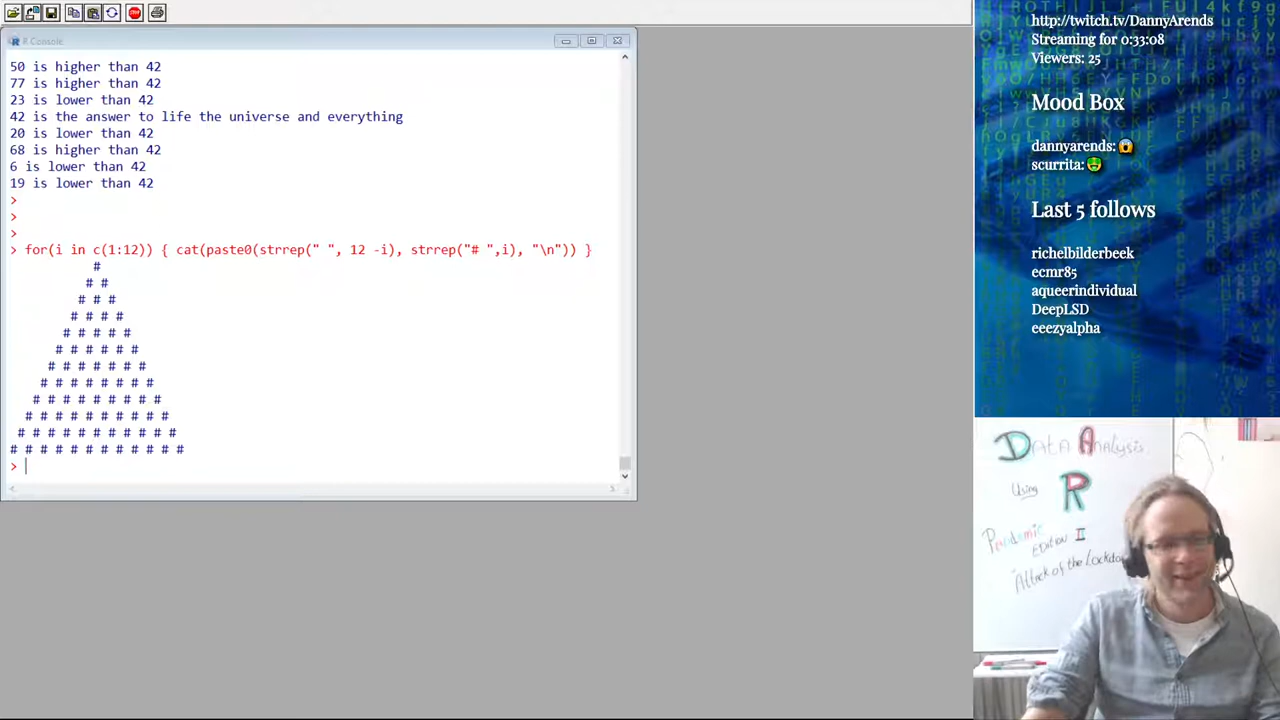 R Console
50 is higher than 42
77 is higher than 42
23 is lower than 42
42 is the answer to life the universe and everything
20 is lower than 42
68 is higher than 42
6 is lower than 42
19 is lower than 42
>
>
>
> for(i in c(1:12)) { cat(paste0(strrep(" ", 12 -i), strrep("# ",i), "\n")) }
#
# #
# # #
# # # #
# # # # #
# # # # # #
# # # # # # #
# # # # # # # #
# # # # # # # # #
# # # # # # # # # #
# # # # # # # # # # #
# # # # # # # # # # # #
>
STOP
http://twitch.tv/DannyArends
Streaming for 0:33:08
Viewers: 25
Mood Box
dannyarends: 😱
scurrita: 🤑
Last 5 follows
richelbilderbeek
ecmr85
aqueerindividual
DeepLSD
eeezyalpha
Data Analysis
Using
R
Pandemic
Edition II
"Attack of the